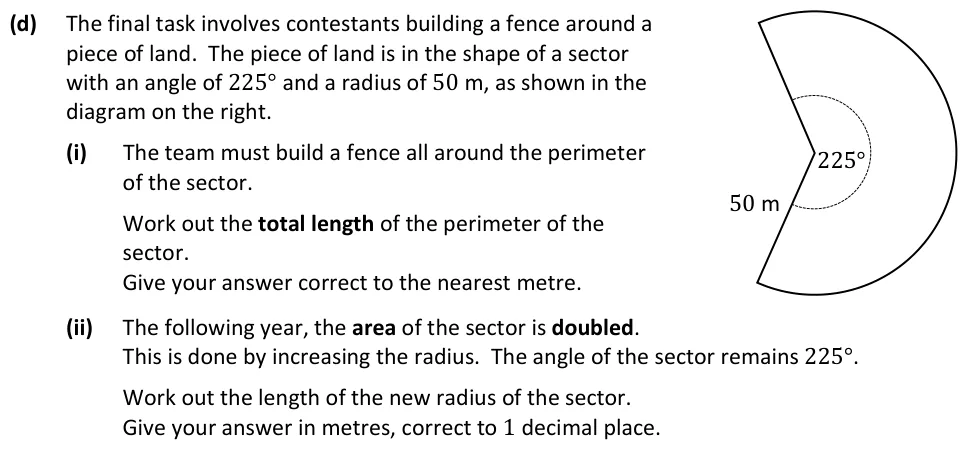 (d) The final task involves contestants building a fence around a
piece of land. The piece of land is in the shape of a sector
with an angle of 225° and a radius of 50 m, as shown in the
diagram on the right.
(i) The team must build a fence all around the perimeter
of the sector.
Work out the total length of the perimeter of the
sector.
Give your answer correct to the nearest metre.
225°
50 m
(ii) The following year, the area of the sector is doubled.
This is done by increasing the radius. The angle of the sector remains 225°.
Work out the length of the new radius of the sector.
Give your answer in metres, correct to 1 decimal place.